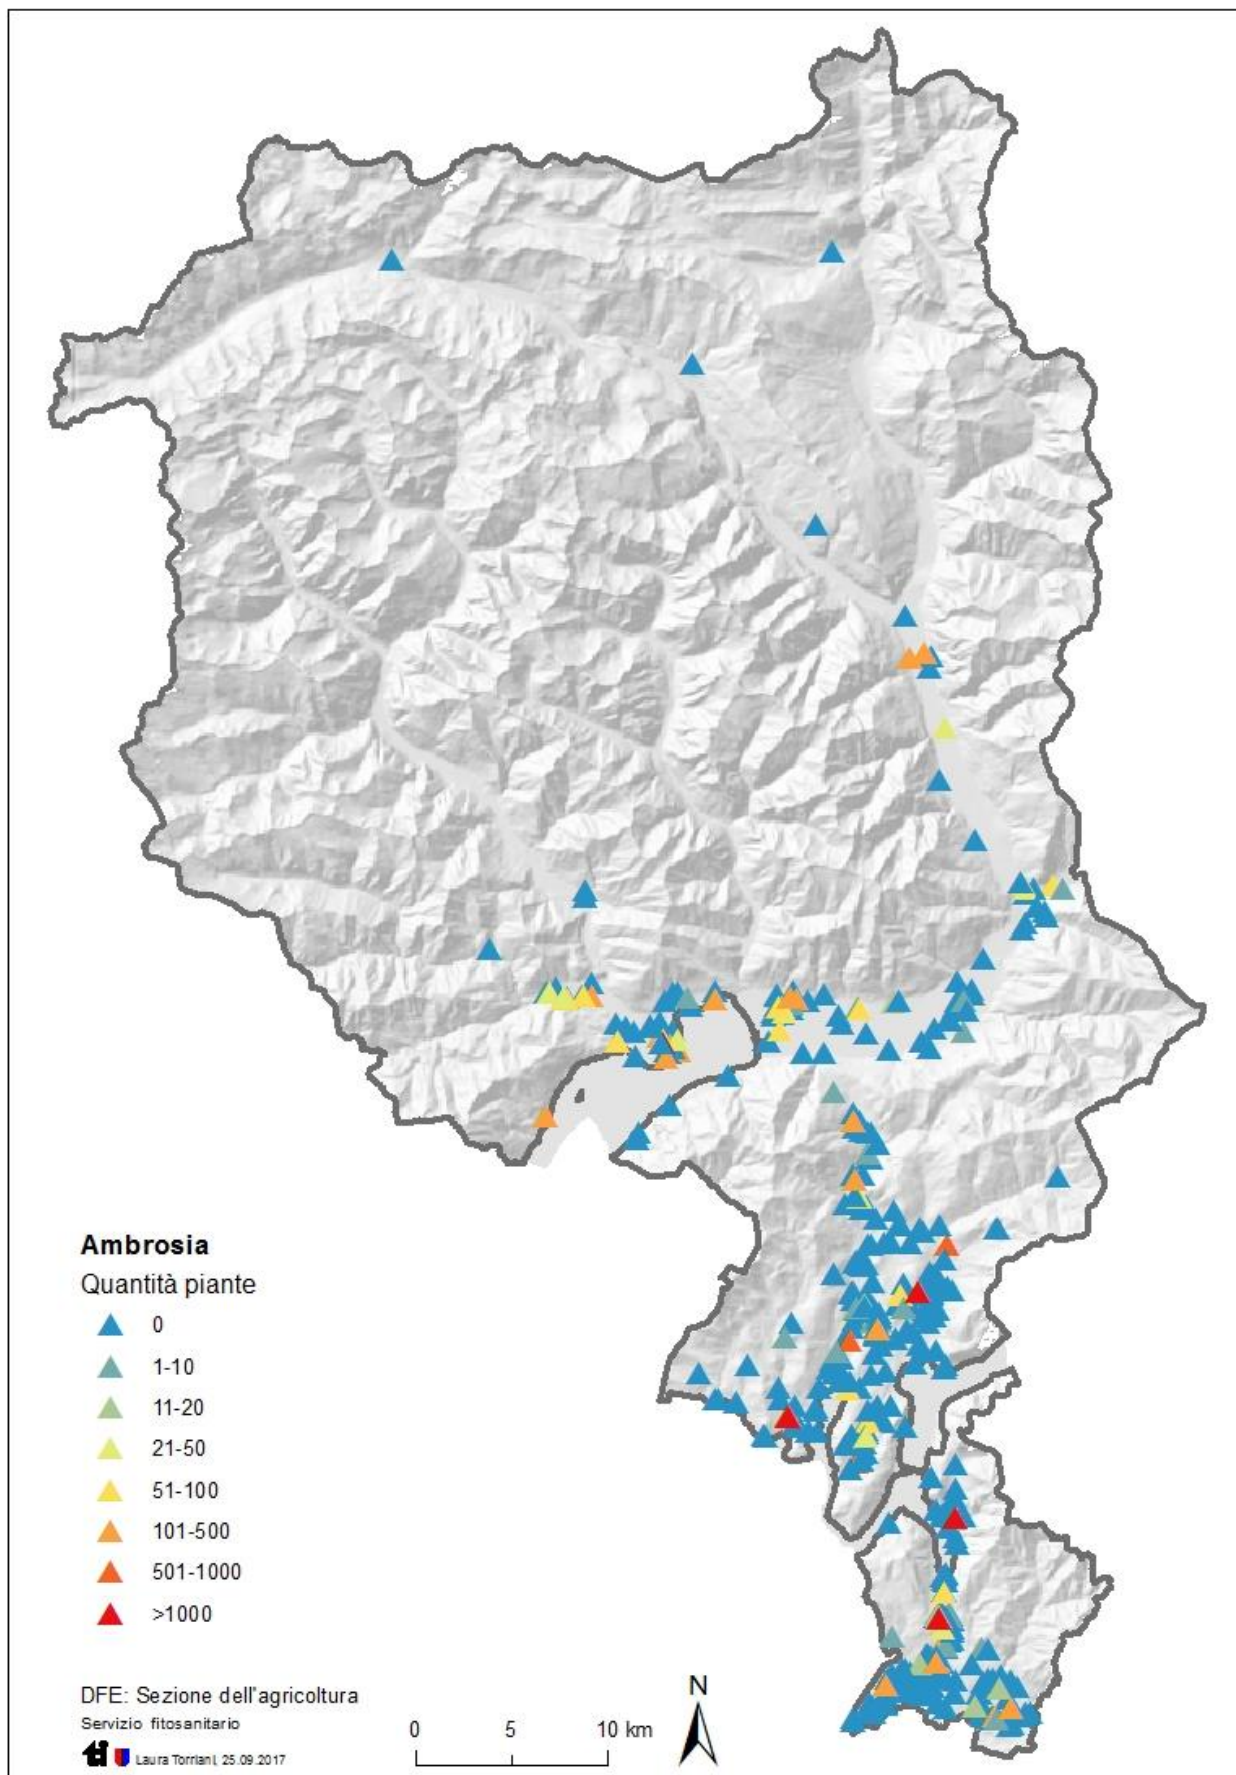 Ambrosia
Quantità piante
0
1-10
11-20
21-50
51-100
101-500
501-1000
>1000
DFE: Sezione dell'agricoltura
Servizio fitosanitario
ti Laura Torriani, 25.09.2017
0 5 10 km
N